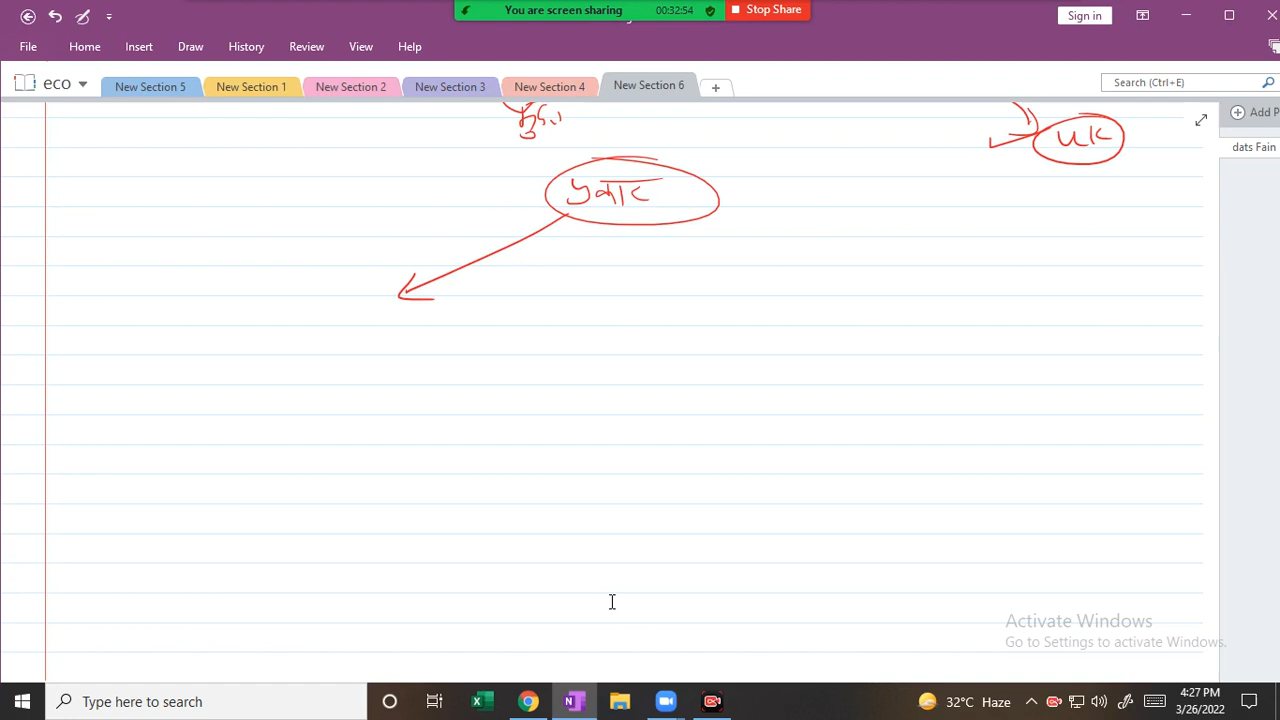 You are screen sharing 00:32:54 Stop Share
Sign in
File Home Insert Draw History Review View Help
eco New Section 5 New Section 1 New Section 2 New Section 3 New Section 4 New Section 6 + Search (Ctrl+E)
Add P
dats Fain
UK
Activate Windows
Go to Settings to activate Windows.
Type here to search
32°C Haze
4:27 PM
3/26/2022